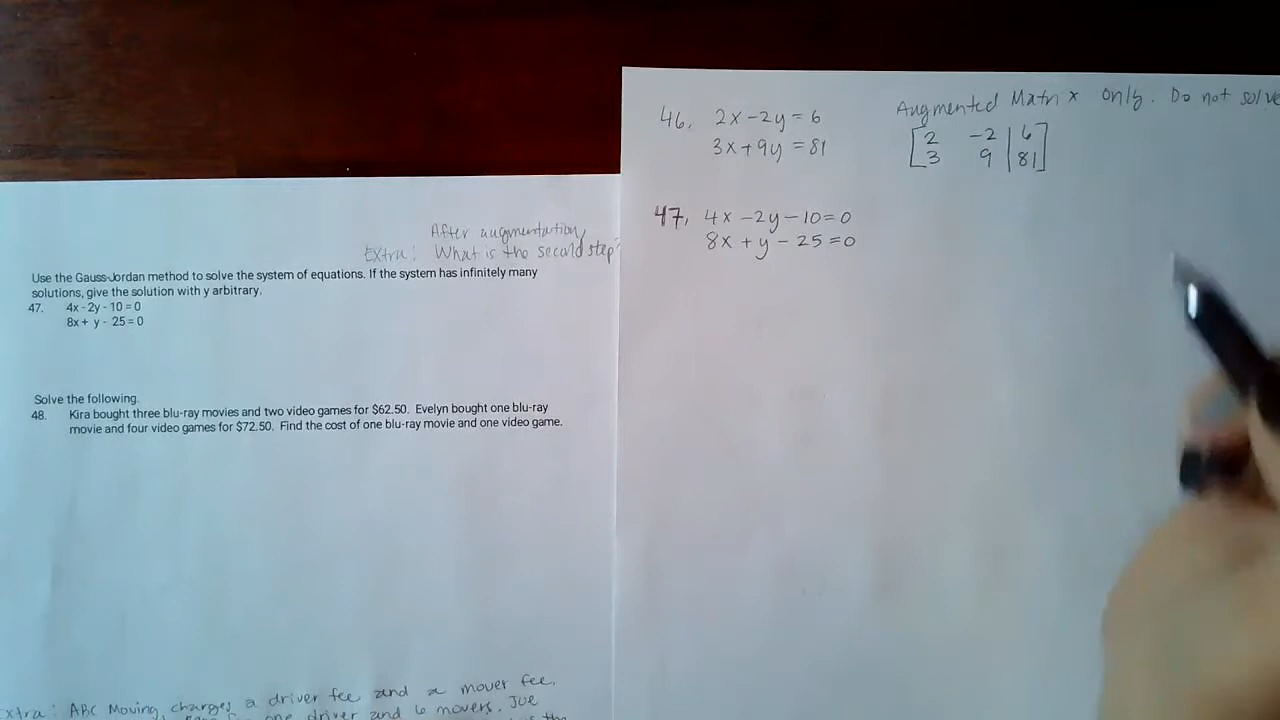 After augmentation,
Extra: What is the second step?
Use the Gauss-Jordan method to solve the system of equations. If the system has infinitely many
solutions, give the solution with y arbitrary.
47. 4x - 2y - 10 = 0
8x + y - 25 = 0
Solve the following.
48. Kira bought three blu-ray movies and two video games for $62.50. Evelyn bought one blu-ray
movie and four video games for $72.50. Find the cost of one blu-ray movie and one video game.
Extra: ABC Moving charges a driver fee and a mover fee.
one driver and 6 movers. Joe
46. 2x - 2y = 6
3x + 9y = 81
Augmented Matrix only. Do not solve
[2 -2 | 6]
[3 9 | 81]
47. 4x - 2y - 10 = 0
8x + y - 25 = 0